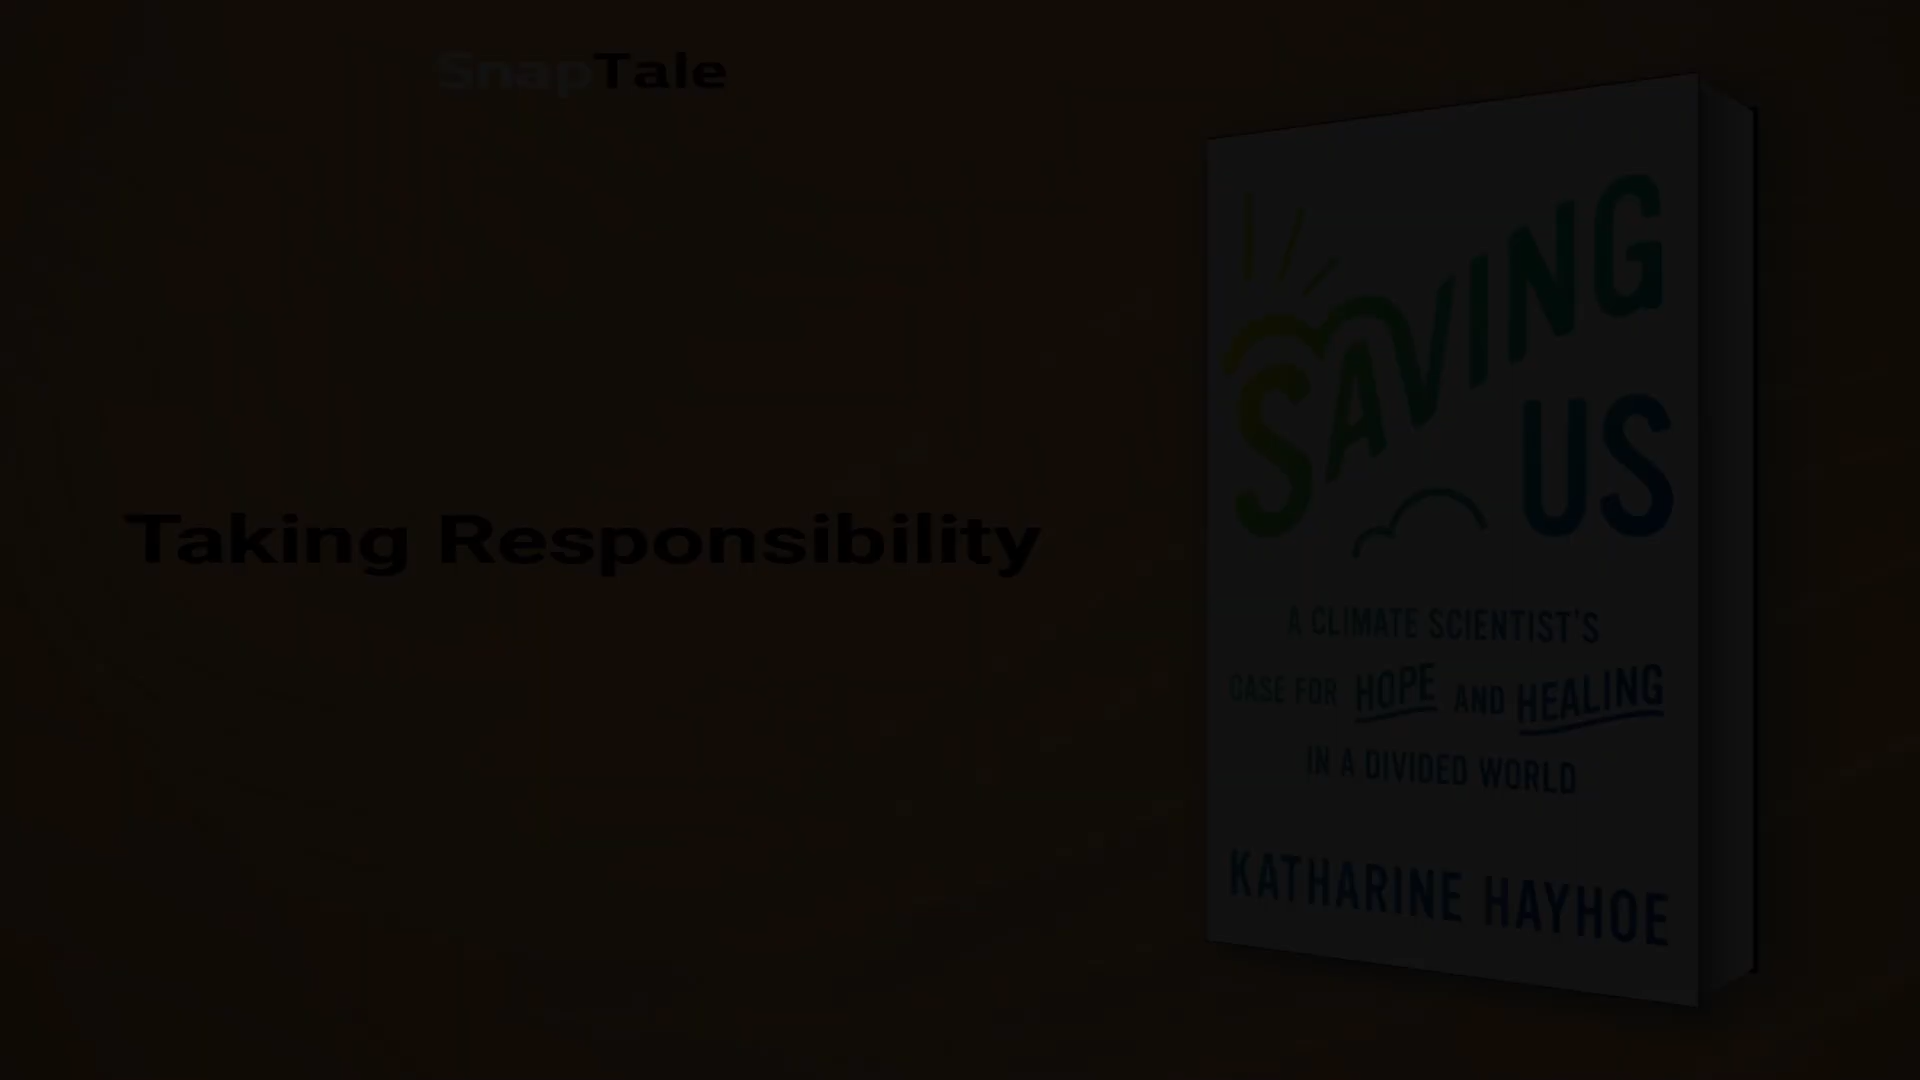 SnapTale
Taking Responsibility
SAVING
US
A CLIMATE SCIENTIST'S
CASE FOR HOPE AND HEALING
IN A DIVIDED WORLD
KATHARINE HAYHOE